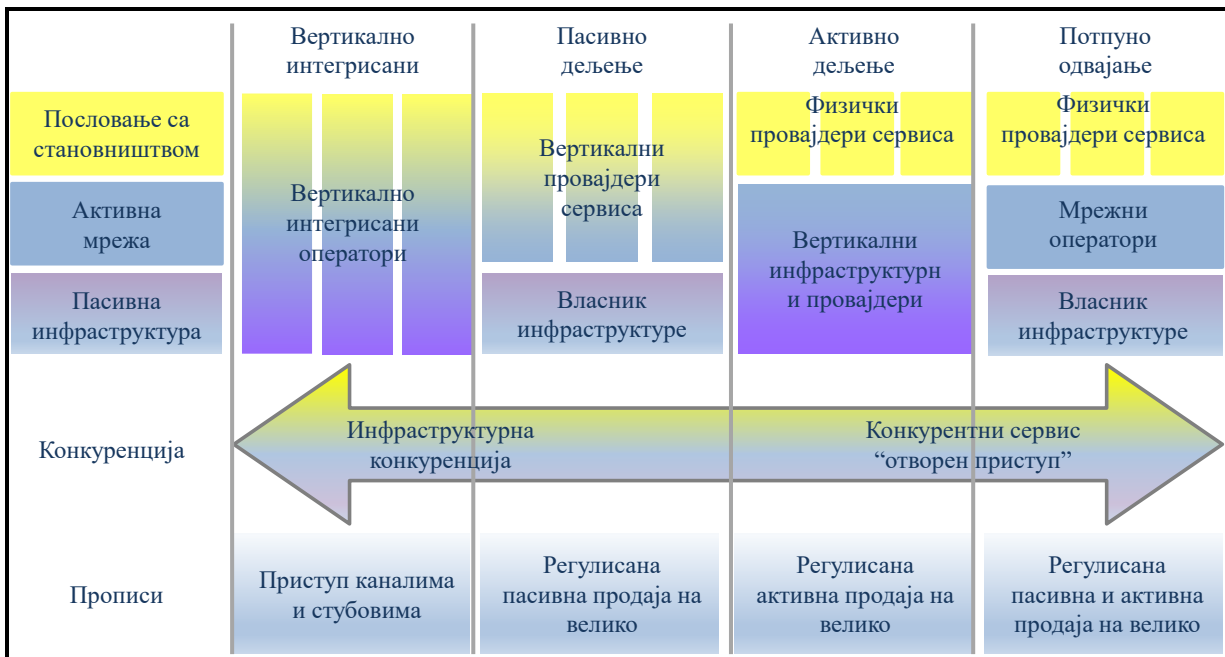 Вертикално
интегрисани
Пасивно
дељење
Активно
дељење
Потпуно
одвајање
Пословање са
становништвом
Вертикално
интегрисани
оператори
Вертикални
провајдери
сервиса
Физички
провајдери сервиса
Физички
провајдери сервиса
Активна
мрежа
Вертикални
инфраструктурн
и провајдери
Мрежни
оператори
Пасивна
инфраструктура
Власник
инфраструктуре
Власник
инфраструктуре
Конкуренција
Инфраструктурна
конкуренција
Конкурентни сервис
“отворен приступ”
Прописи
Приступ каналима
и стубовима
Регулисана
пасивна продаја на
велико
Регулисана
активна продаја на
велико
Регулисана
пасивна и активна
продаја на велико